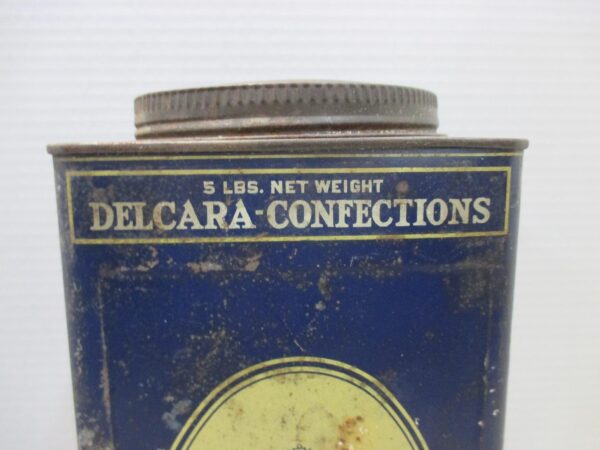 5 LBS. NET WEIGHT
DELCARA-CONFECTIONS